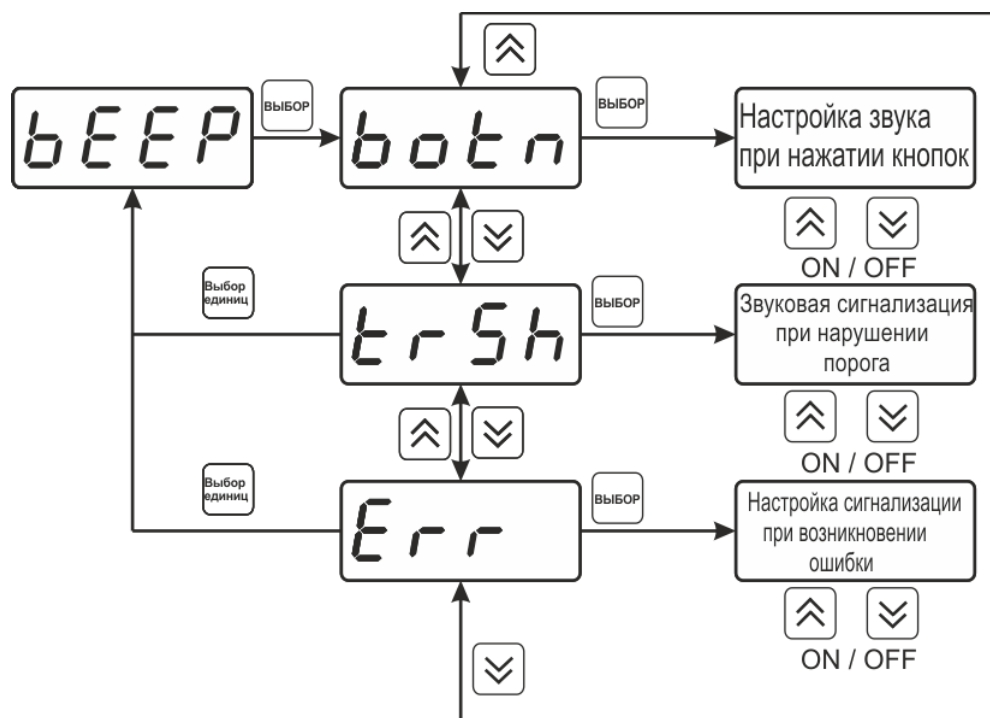 bEEP
ВЫБОР
botn
ВЫБОР
Настройка звука
при нажатии кнопок
ON / OFF
Выбор
единиц
trSh
ВЫБОР
Звуковая сигнализация
при нарушении
порога
ON / OFF
Выбор
единиц
Err
ВЫБОР
Настройка сигнализации
при возникновении
ошибки
ON / OFF